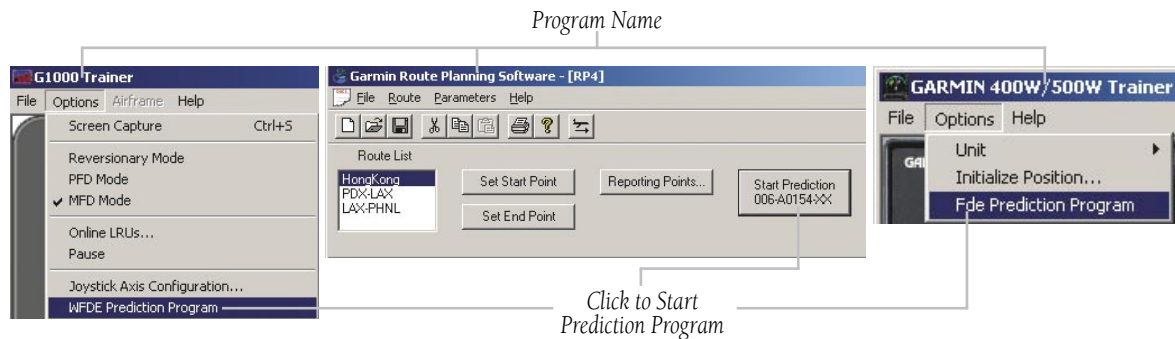 Program Name
G1000 Trainer
File Options Airframe Help
Screen Capture Ctrl+S
Reversionary Mode
PFD Mode
✔ MFD Mode
Online LRUs...
Pause
Joystick Axis Configuration...
WFDE Prediction Program
Garmin Route Planning Software - [RP4]
File Route Parameters Help
Route List
HongKong
PDX-LAX
LAX-PHNL
Set Start Point
Set End Point
Reporting Points...
Start Prediction
006-A0154-XX
GARMIN 400W/500W Trainer
File Options Help
Unit
Initialize Position...
Fde Prediction Program
Click to Start
Prediction Program